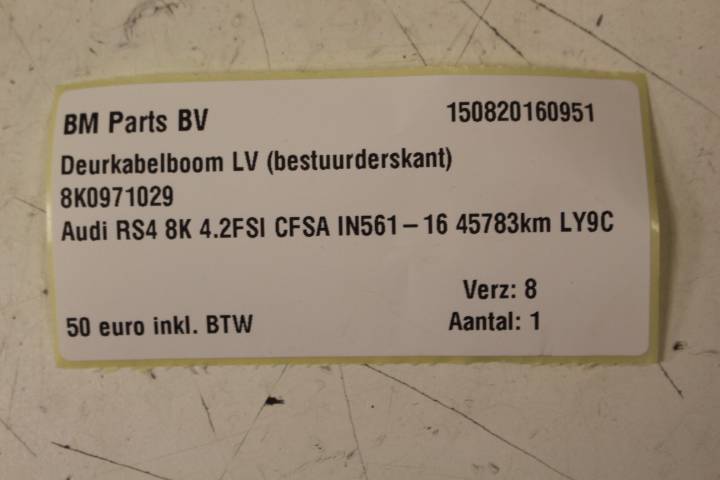 BM Parts BV 150820160951
Deurkabelboom LV (bestuurderskant)
8K0971029
Audi RS4 8K 4.2FSI CFSA IN561-16 45783km LY9C
Verz: 8
50 euro inkl. BTW Aantal: 1